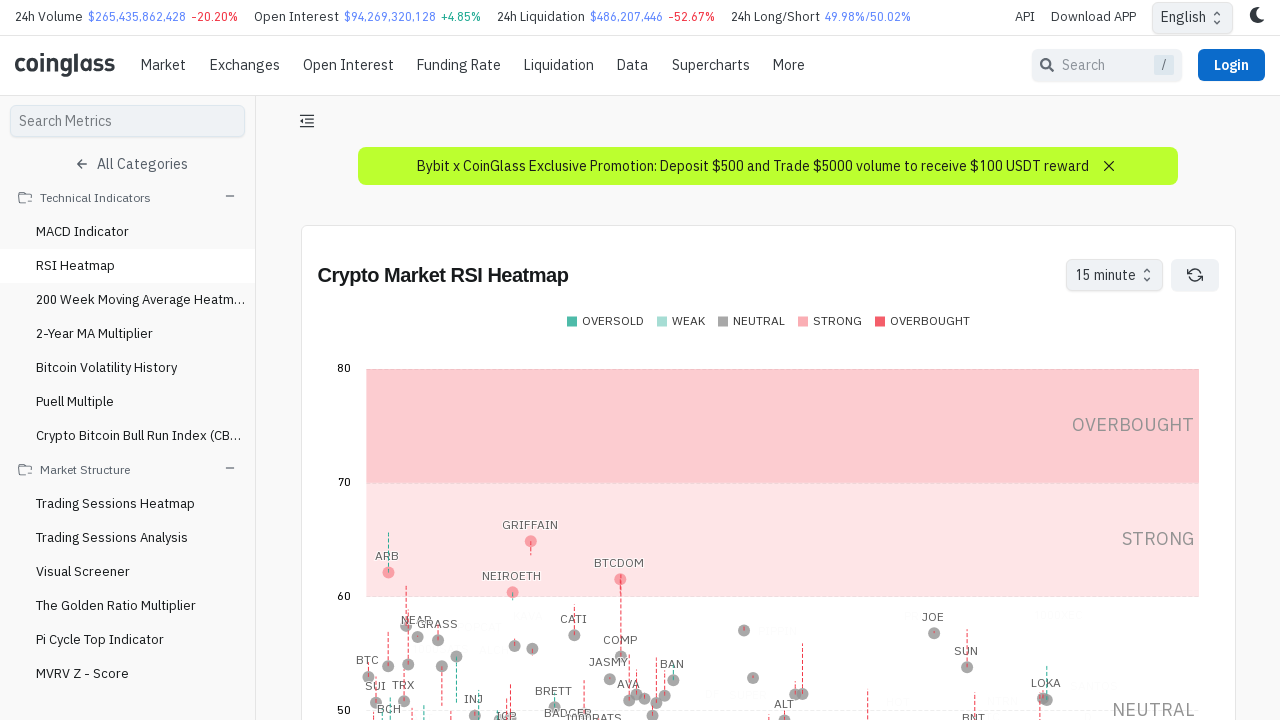 24h Volume $265,435,862,428 -20.20% Open Interest $94,269,320,128 +4.85% 24h Liquidation $486,207,446 -52.67% 24h Long/Short 49.98%/50.02% API Download APP English
coinglass Market Exchanges Open Interest Funding Rate Liquidation Data Supercharts More Search / Login
Search Metrics
All Categories
Technical Indicators
MACD Indicator
RSI Heatmap
200 Week Moving Average Heatm...
2-Year MA Multiplier
Bitcoin Volatility History
Puell Multiple
Crypto Bitcoin Bull Run Index (CB...
Market Structure
Trading Sessions Heatmap
Trading Sessions Analysis
Visual Screener
The Golden Ratio Multiplier
Pi Cycle Top Indicator
MVRV Z - Score
Bybit x CoinGlass Exclusive Promotion: Deposit $500 and Trade $5000 volume to receive $100 USDT reward
Crypto Market RSI Heatmap
15 minute
OVERSOLD WEAK NEUTRAL STRONG OVERBOUGHT
80
OVERBOUGHT
70
GRIFFAIN
STRONG
ARB
BTCDOM
NEIROETH
60
JOE
CATI
NEAR
GRASS
COMP
SUN
BTC
JASMY
BAN
SUI
TRX
AVA
LOKA
BRETT
INJ
ALT
BCH
50
NEUTRAL
BADGER
ICP
1000RATS
BNT